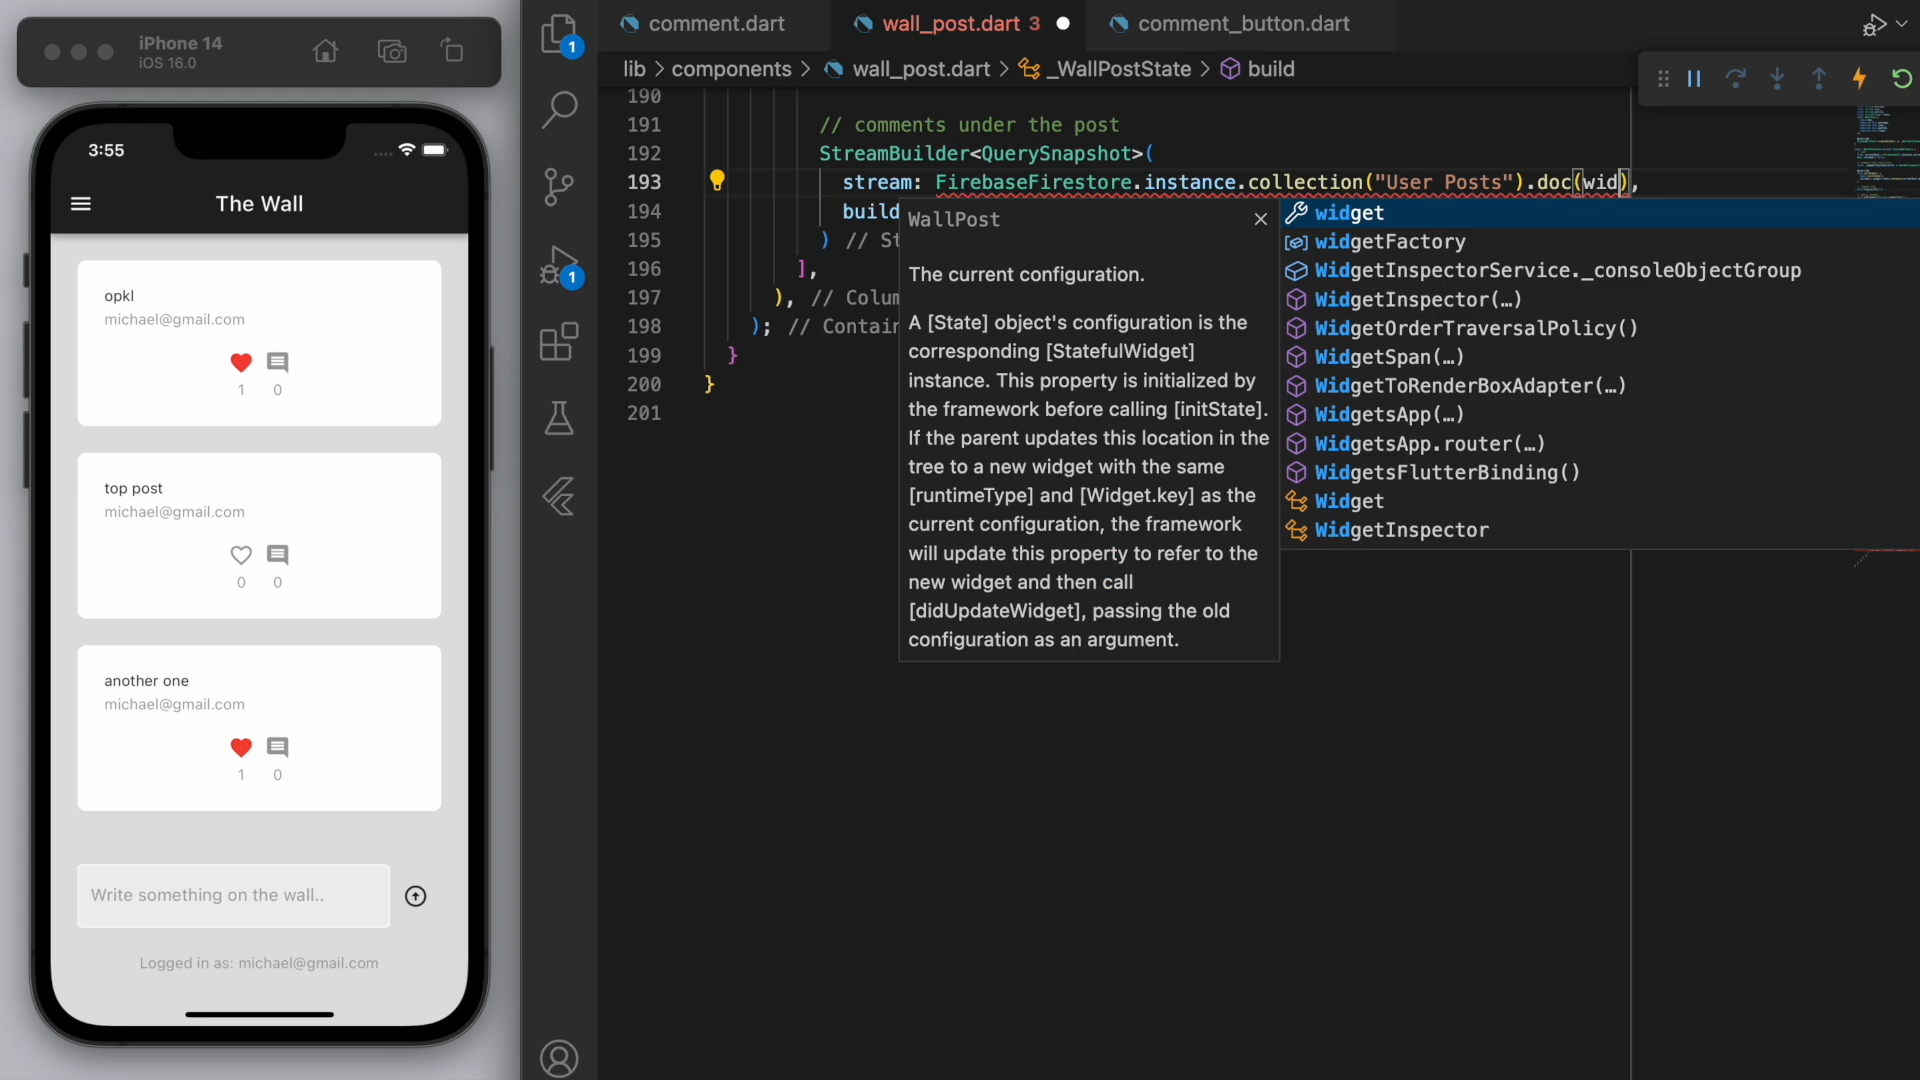 iPhone 14
iOS 16.0
3:55
The Wall
opkl
michael@gmail.com
1 0
top post
michael@gmail.com
0 0
another one
michael@gmail.com
1 0
Write something on the wall..
Logged in as: michael@gmail.com
1
1
comment.dart
wall_post.dart 3
comment_button.dart
lib > components > wall_post.dart > _WallPostState > build
190
191 // comments under the post
192 StreamBuilder<QuerySnapshot>(
193 stream: FirebaseFirestore.instance.collection("User Posts").doc(wid),
194 build
195 ) // St
196 ],
197 ), // Colum
198 ); // Contain
199 }
200 }
201
WallPost
The current configuration.
A [State] object's configuration is the
corresponding [StatefulWidget]
instance. This property is initialized by
the framework before calling [initState].
If the parent updates this location in the
tree to a new widget with the same
[runtimeType] and [Widget.key] as the
current configuration, the framework
will update this property to refer to the
new widget and then call
[didUpdateWidget], passing the old
configuration as an argument.
widget
widgetFactory
WidgetInspectorService._consoleObjectGroup
WidgetInspector(…)
WidgetOrderTraversalPolicy()
WidgetSpan(…)
WidgetToRenderBoxAdapter(…)
WidgetsApp(…)
WidgetsApp.router(…)
WidgetsFlutterBinding()
Widget
WidgetInspector